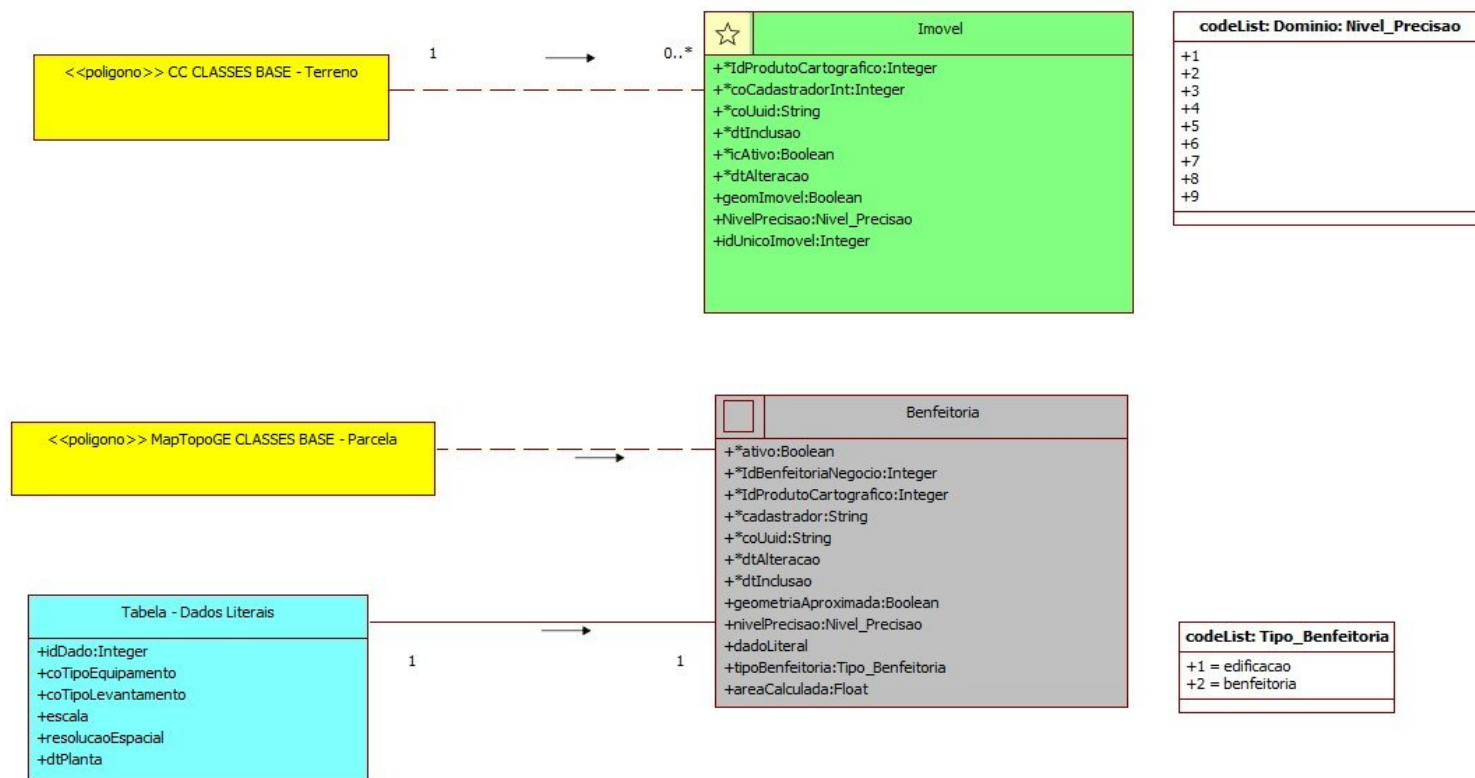 <<poligono>> CC CLASSES BASE - Terreno
1
0..*
Imovel
+*IdProdutoCartografico:Integer
+*coCadastradorInt:Integer
+*coUuid:String
+*dtInclusao
+*icAtivo:Boolean
+*dtAlteracao
+geomImovel:Boolean
+NivelPrecisao:Nivel_Precisao
+idUnicoImovel:Integer
codeList: Dominio: Nivel_Precisao
+1
+2
+3
+4
+5
+6
+7
+8
+9
<<poligono>> MapTopoGE CLASSES BASE - Parcela
Benfeitoria
+*ativo:Boolean
+*IdBenfeitoriaNegocio:Integer
+*IdProdutoCartografico:Integer
+*cadastrador:String
+*coUuid:String
+*dtAlteracao
+*dtInclusao
+geometriaAproximada:Boolean
+nivelPrecisao:Nivel_Precisao
+dadoLiteral
+tipoBenfeitoria:Tipo_Benfeitoria
+areaCalculada:Float
Tabela - Dados Literais
+idDado:Integer
+coTipoEquipamento
+coTipoLevantamento
+escala
+resolucaoEspacial
+dtPlanta
1
1
codeList: Tipo_Benfeitoria
+1 = edificacao
+2 = benfeitoria